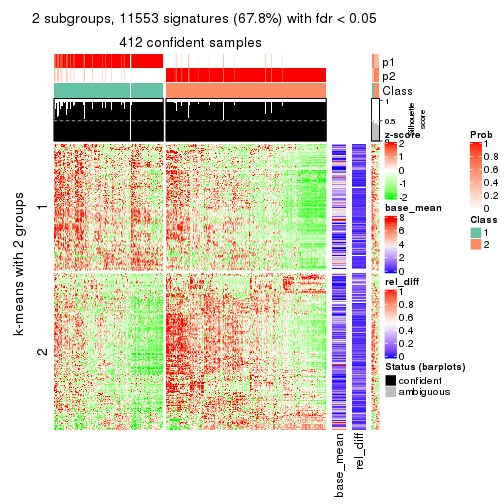 2 subgroups, 11553 signatures (67.8%) with fdr < 0.05
412 confident samples
p1
p2
Class
1
0.5
0
Silhouette
score
k-means with 2 groups
1
2
base_mean
rel_diff
z-score
2
1
0
-1
-2
base_mean
8
6
4
2
0
rel_diff
1
0.8
0.6
0.4
0.2
0
Status (barplots)
confident
ambiguous
Prob
1
0.8
0.6
0.4
0.2
0
Class
1
2